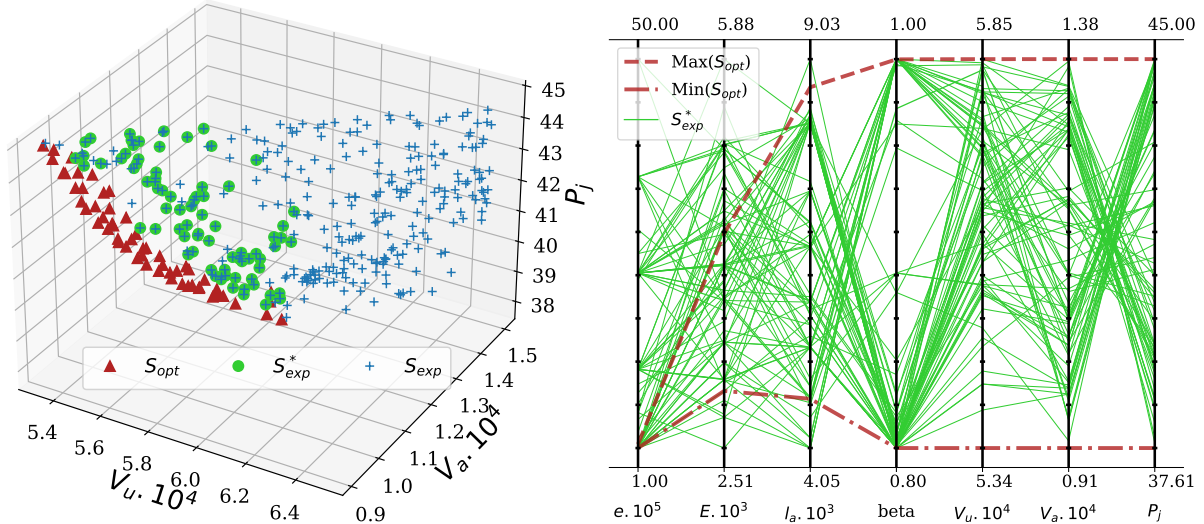 45
44
43
42
41
40
39
38
P_j
1.5
1.4
1.3
1.2
1.1
1.0
0.9
V_a. 10^4
5.4
5.6
5.8
6.0
6.2
6.4
V_u. 10^4
S_opt S*_exp S_exp
50.00 5.88 9.03 1.00 5.85 1.38 45.00
Max(S_opt)
Min(S_opt)
S*_exp
1.00 2.51 4.05 0.80 5.34 0.91 37.61
e. 10^5 E. 10^3 I_a. 10^3 beta V_u. 10^4 V_a. 10^4 P_j